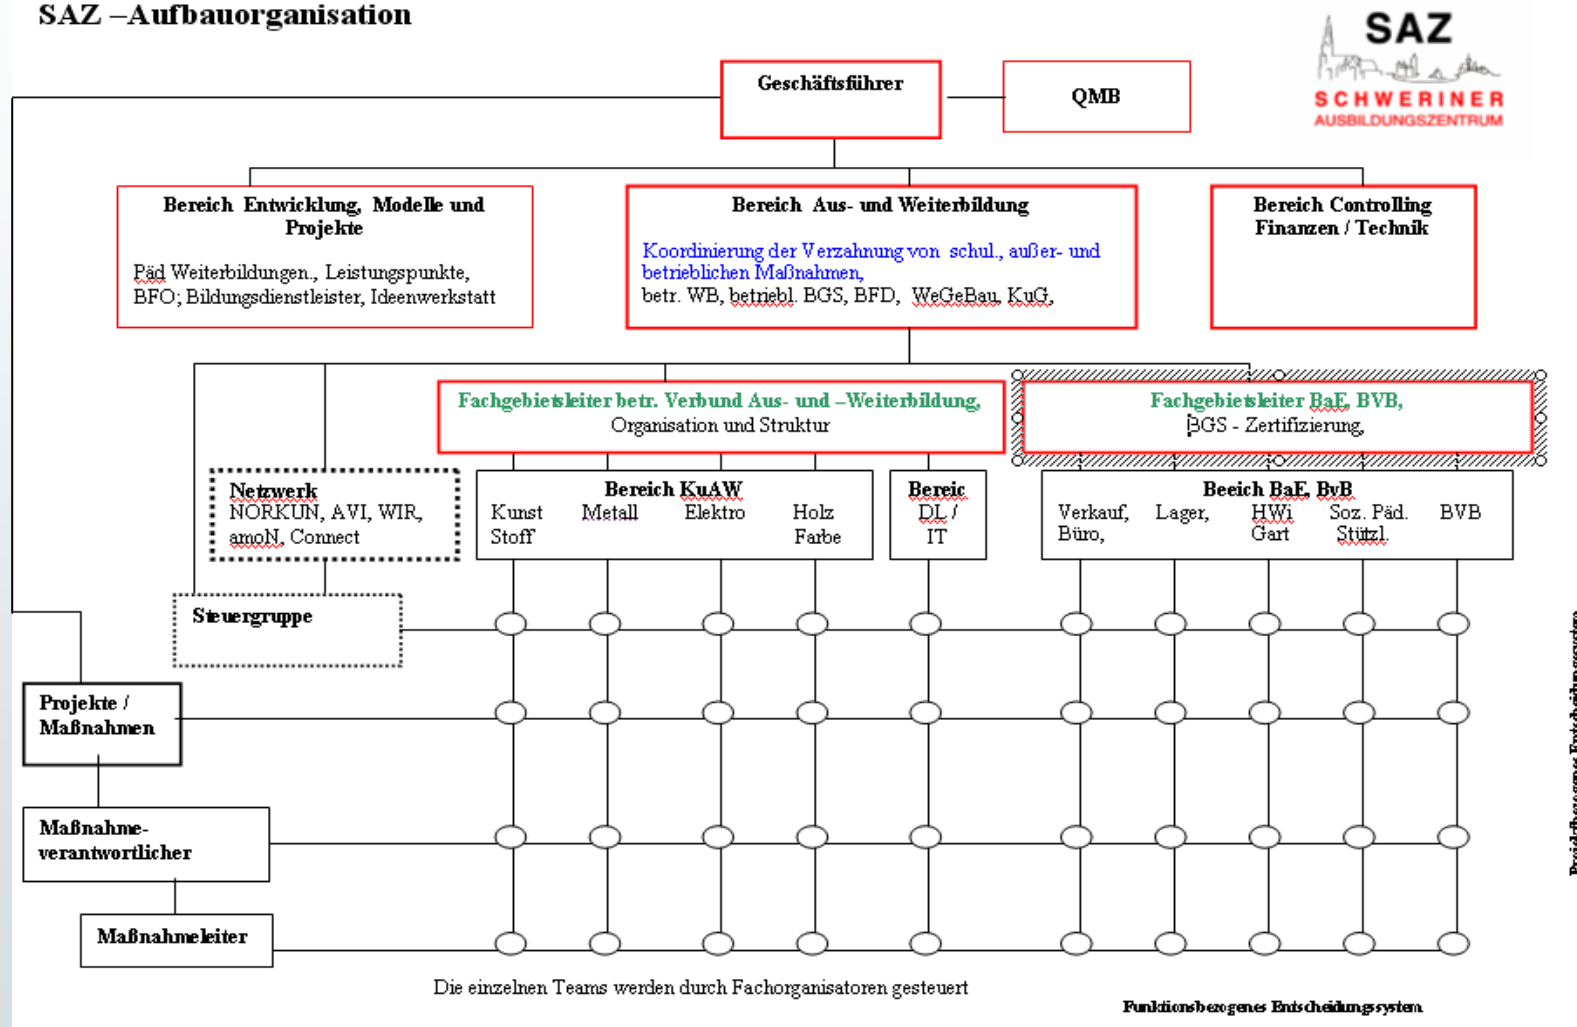 SAZ –Aufbauorganisation
SAZ
SCHWERINER
AUSBILDUNGSZENTRUM
Geschäftsführer
QMB
Bereich Entwicklung, Modelle und
Projekte
Päd Weiterbildungen., Leistungspunkte,
BFO; Bildungsdienstleister, Ideenwerkstatt
Bereich Aus- und Weiterbildung
Koordinierung der Verzahnung von schul., außer- und
betrieblichen Maßnahmen,
betr. WB, betriebl. BGS, BFD, WeGeBau, KuG,
Bereich Controlling
Finanzen / Technik
Fachgebietsleiter betr. Verbund Aus- und –Weiterbildung,
Organisation und Struktur
Fachgebietsleiter BaE, BVB,
BGS - Zertifizierung,
Netzwerk
NORKUN, AVI, WIR,
amoN, Connect
Bereich KuAW
Kunst Metall Elektro Holz
Stoff Farbe
Bereic
DL /
IT
Beeich BaE, BvB
Verkauf, Lager, HWi Soz. Päd. BVB
Büro, Gart Stützl.
Steuergruppe
Projekte /
Maßnahmen
Maßnahme-
verantwortlicher
Maßnahmeleiter
Die einzelnen Teams werden durch Fachorganisatoren gesteuert
Funktionsbezogenes Entscheidungssystem
Projektbezogenes Entscheidungssystem